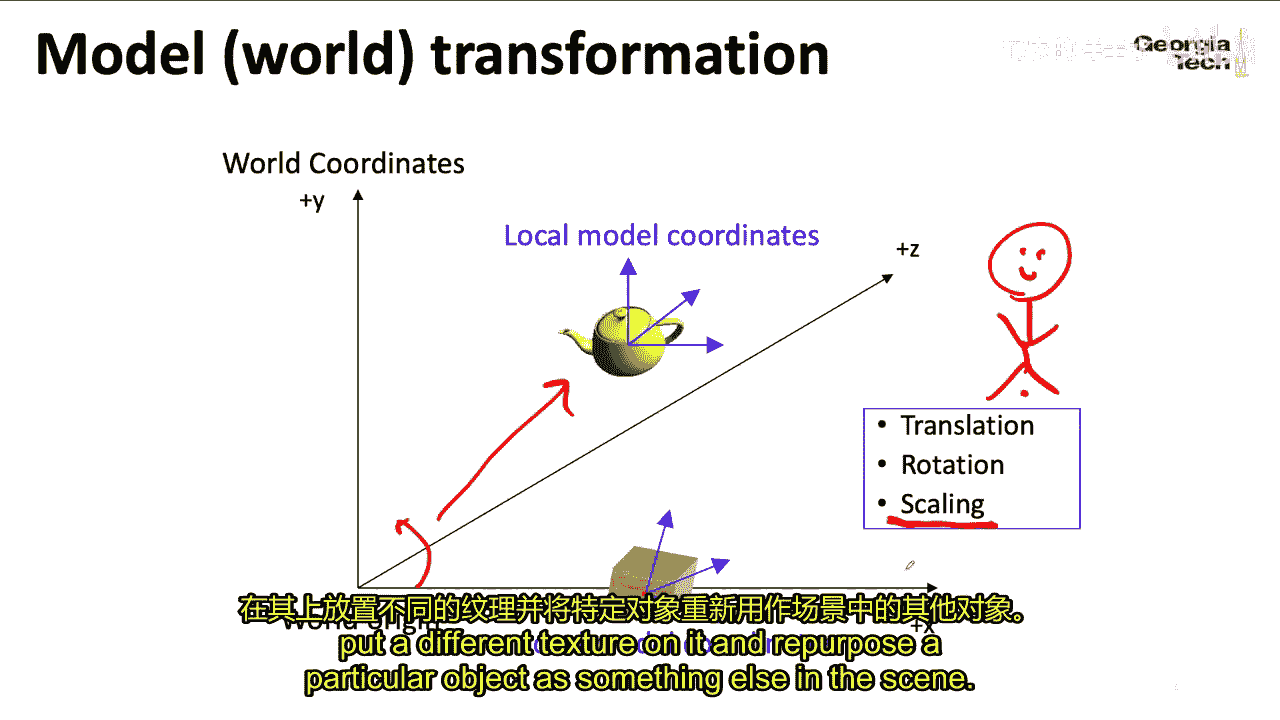 Model (world) transformation
Georgia
Tech
World Coordinates
+y
Local model coordinates
+z
• Translation
• Rotation
• Scaling
+x
在其上放置不同的纹理并将特定对象重新用作场景中的其他对象。
put a different texture on it and repurpose a
particular object as something else in the scene.